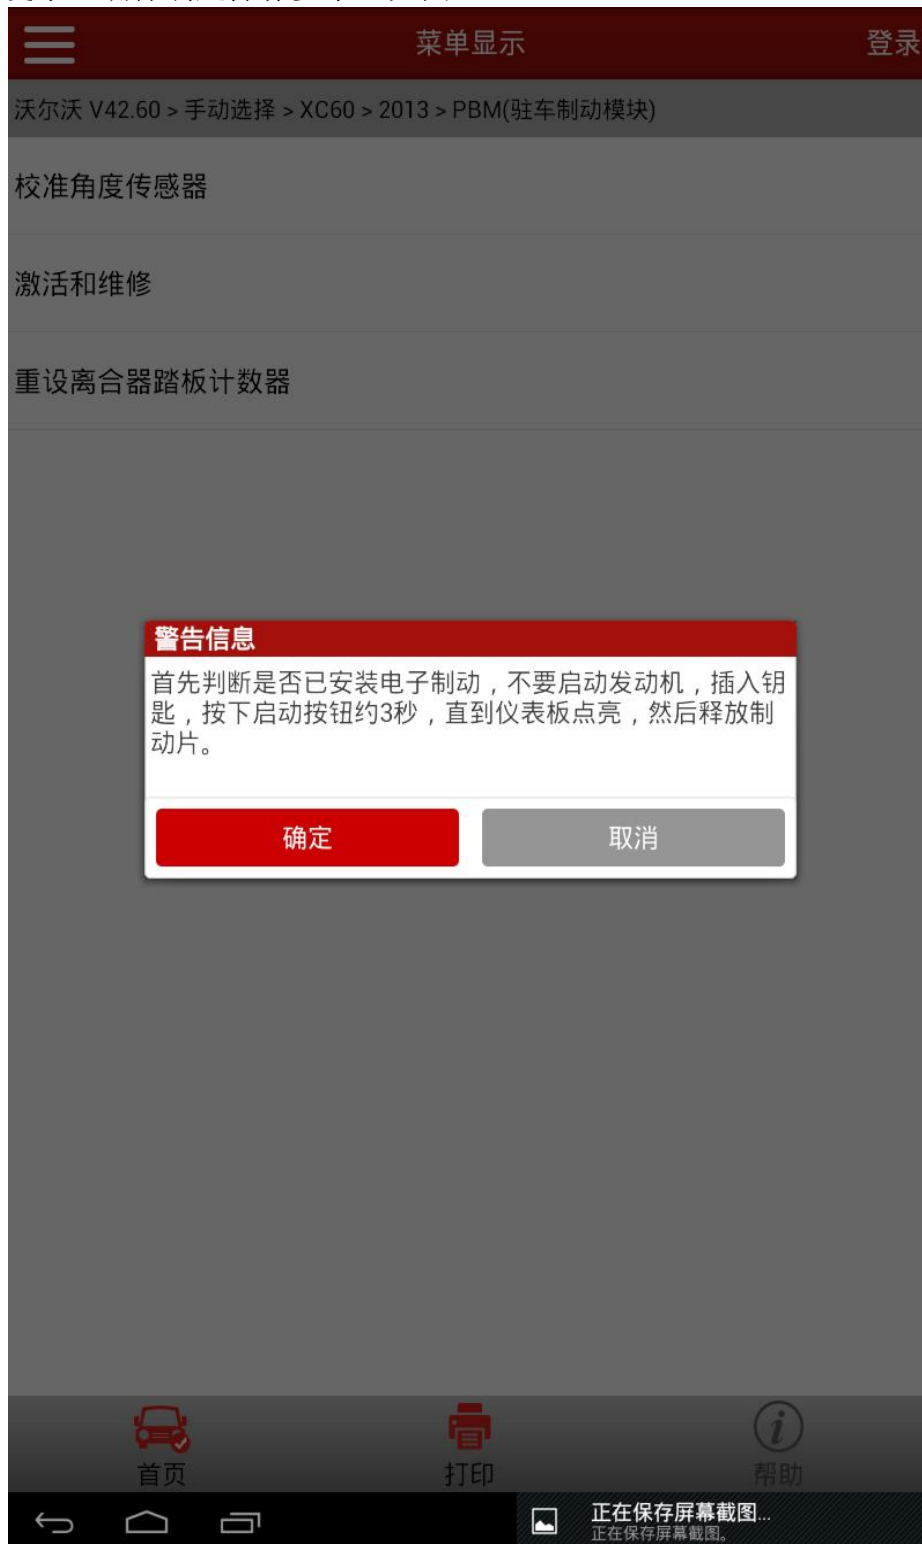 菜单显示
登录
沃尔沃 V42.60 > 手动选择 > XC60 > 2013 > PBM(驻车制动模块)
校准角度传感器
激活和维修
重设离合器踏板计数器
警告信息
首先判断是否已安装电子制动，不要启动发动机，插入钥
匙，按下启动按钮约3秒，直到仪表板点亮，然后释放制
动片。
确定
取消
首页
打印
帮助
正在保存屏幕截图...
正在保存屏幕截图。